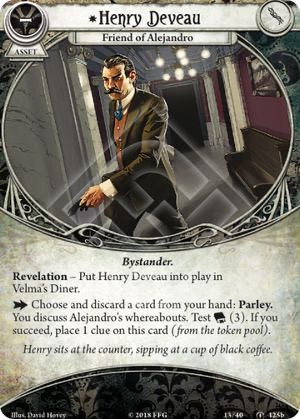 Henry Deveau
Friend of Alejandro
ASSET
Bystander.
Revelation – Put Henry Deveau into play in
Velma's Diner.
Choose and discard a card from your hand: Parley.
You discuss Alejandro's whereabouts. Test (3). If you
succeed, place 1 clue on this card (from the token pool).
Henry sits at the counter, sipping at a cup of black coffee.
Illus. David Hovey © 2018 FFG 13/40 125b